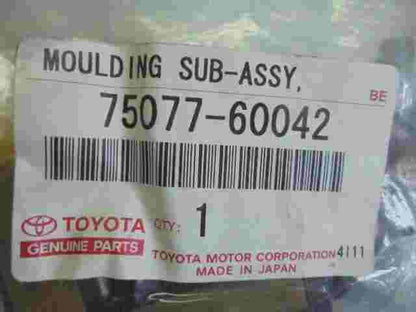 MOULDING SUB-ASSY,
BE
75077-60042
TOYOTA QTY: 1
GENUINE PARTS
TOYOTA MOTOR CORPORATION 4111
MADE IN JAPAN